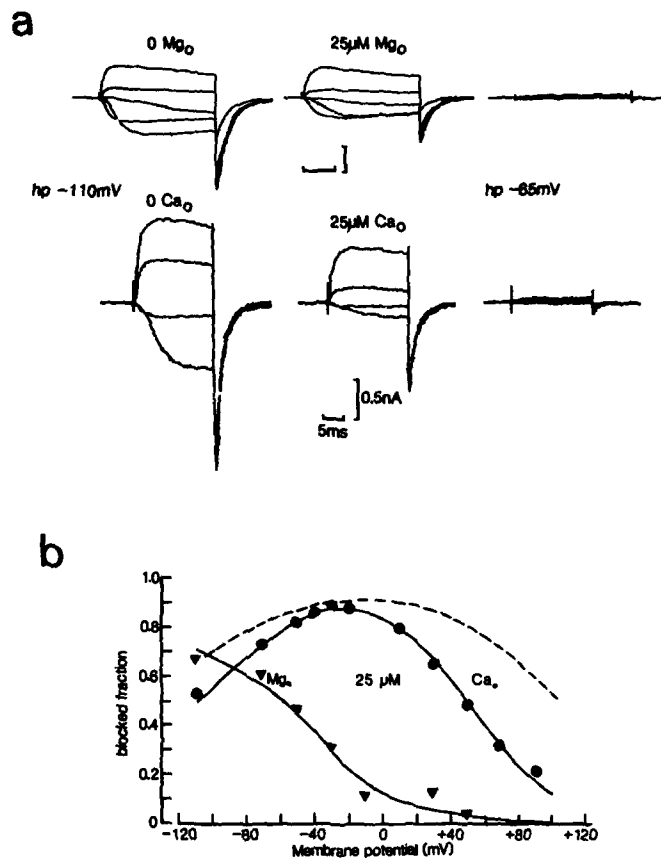 a
0 Mgo
25μM Mgo
hp -110mV
hp -65mV
0 Cao
25μM Cao
0.5nA
5ms
b
1.0
0.8
0.6
0.4
0.2
0
blocked fraction
Mgo
25 μM
Cao
-120
-80
-40
0
+40
+80
+120
Membrane potential (mV)